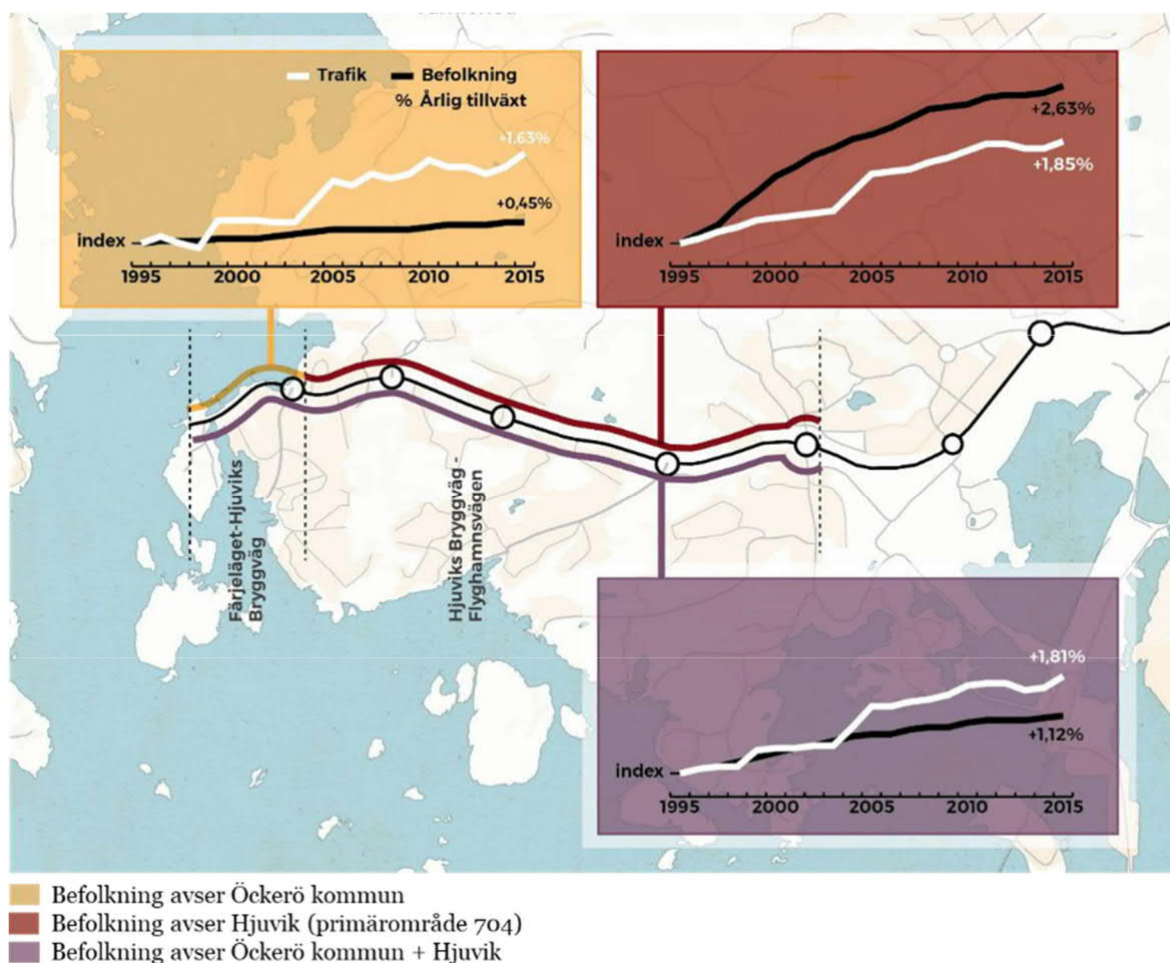 Trafik Befolkning
% Årlig tillväxt
+1,63%
+0,45%
index
1995 2000 2005 2010 2015
+2,63%
+1,85%
index
1995 2000 2005 2010 2015
Färjeläget-Hjuviks
Bryggväg
Hjuviks Bryggväg -
Flyghamnsvägen
+1,81%
+1,12%
index
1995 2000 2005 2010 2015
Befolkning avser Öckerö kommun
Befolkning avser Hjuvik (primärområde 704)
Befolkning avser Öckerö kommun + Hjuvik